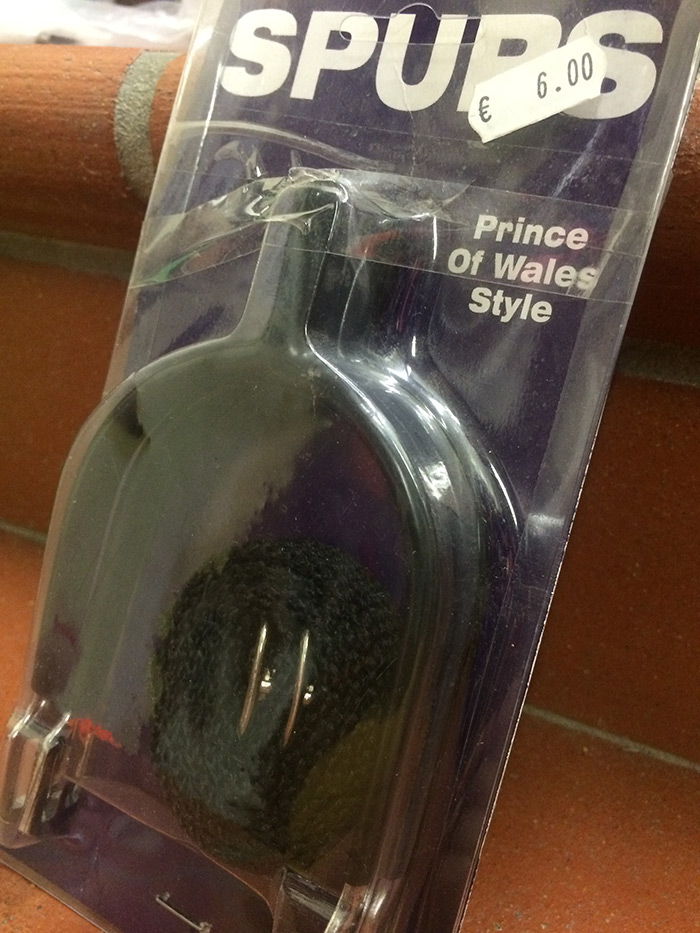 SPURS
€ 6.00
Prince
Of Wales
Style